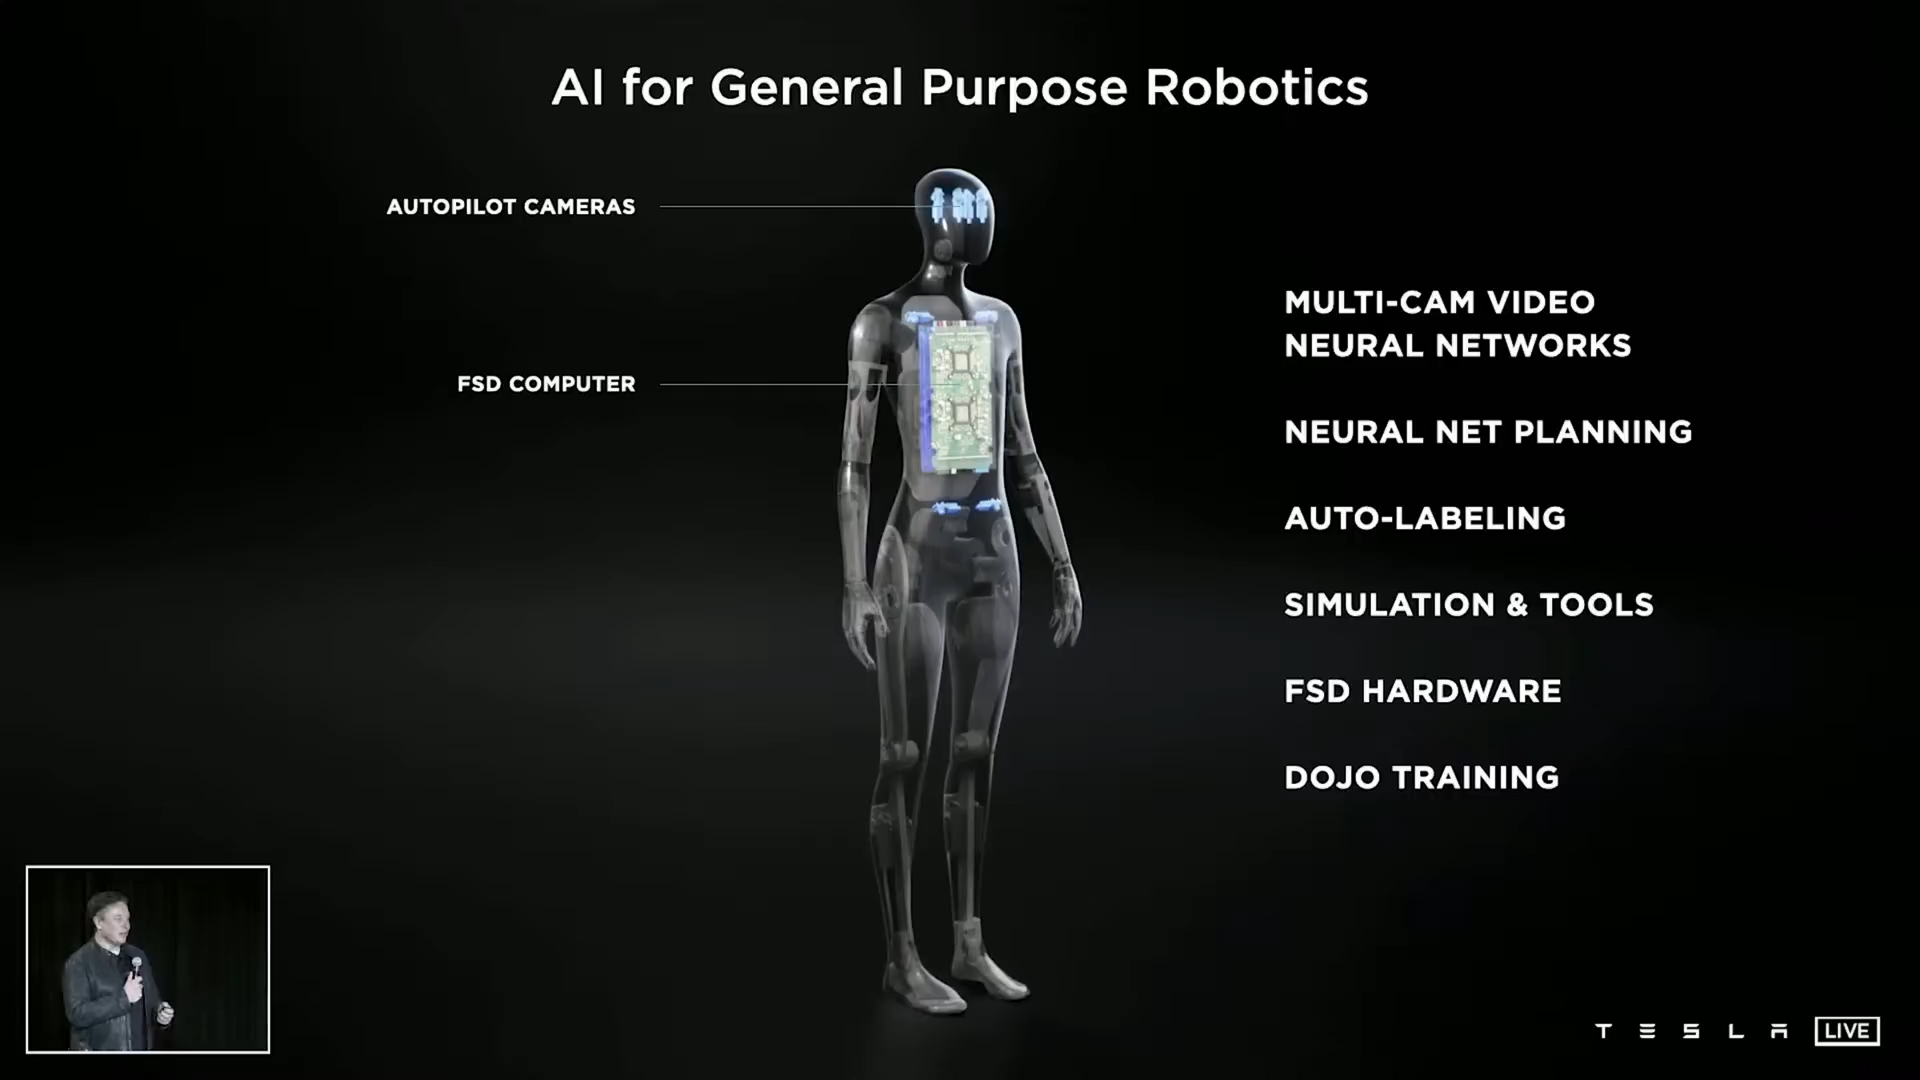 AI for General Purpose Robotics
AUTOPILOT CAMERAS
FSD COMPUTER
MULTI-CAM VIDEO
NEURAL NETWORKS
NEURAL NET PLANNING
AUTO-LABELING
SIMULATION & TOOLS
FSD HARDWARE
DOJO TRAINING
TESLA LIVE